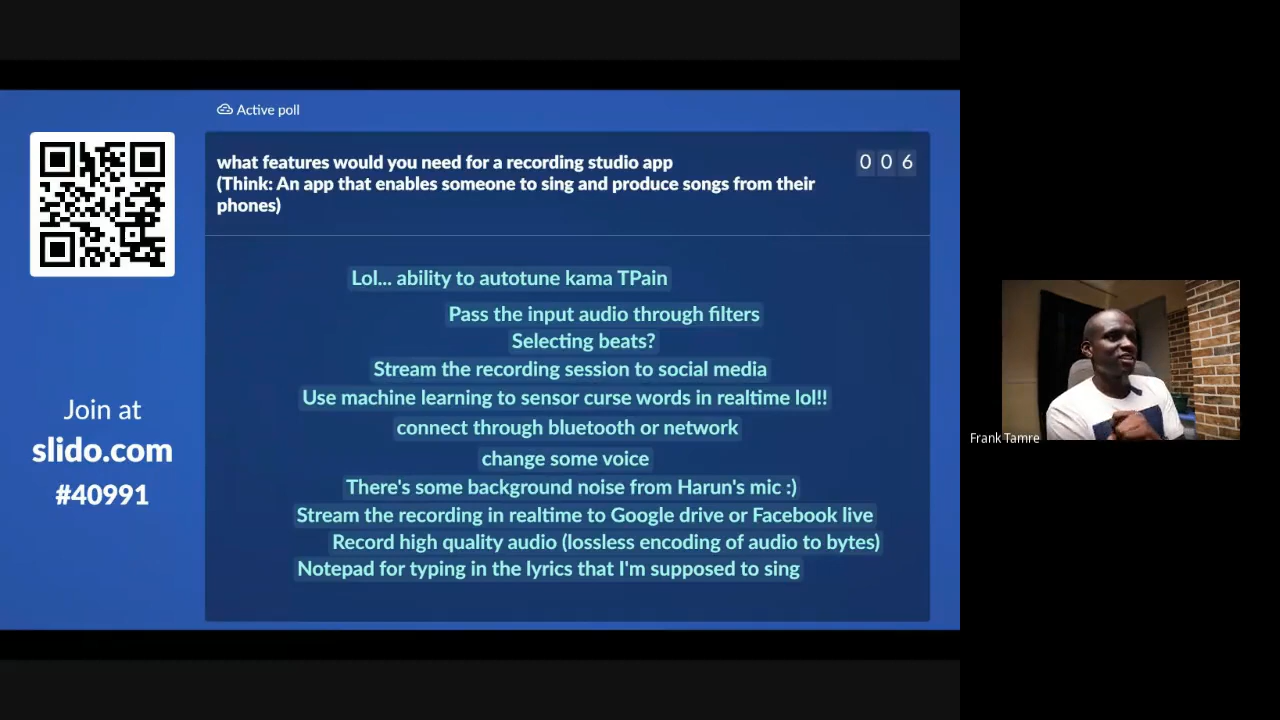 Active poll
what features would you need for a recording studio app
(Think: An app that enables someone to sing and produce songs from their
phones)
0 0 6
Lol... ability to autotune kama TPain
Pass the input audio through filters
Selecting beats?
Stream the recording session to social media
Use machine learning to sensor curse words in realtime lol!!
connect through bluetooth or network
change some voice
There's some background noise from Harun's mic :)
Stream the recording in realtime to Google drive or Facebook live
Record high quality audio (lossless encoding of audio to bytes)
Notepad for typing in the lyrics that I'm supposed to sing
Join at
slido.com
#40991
Frank Tamre